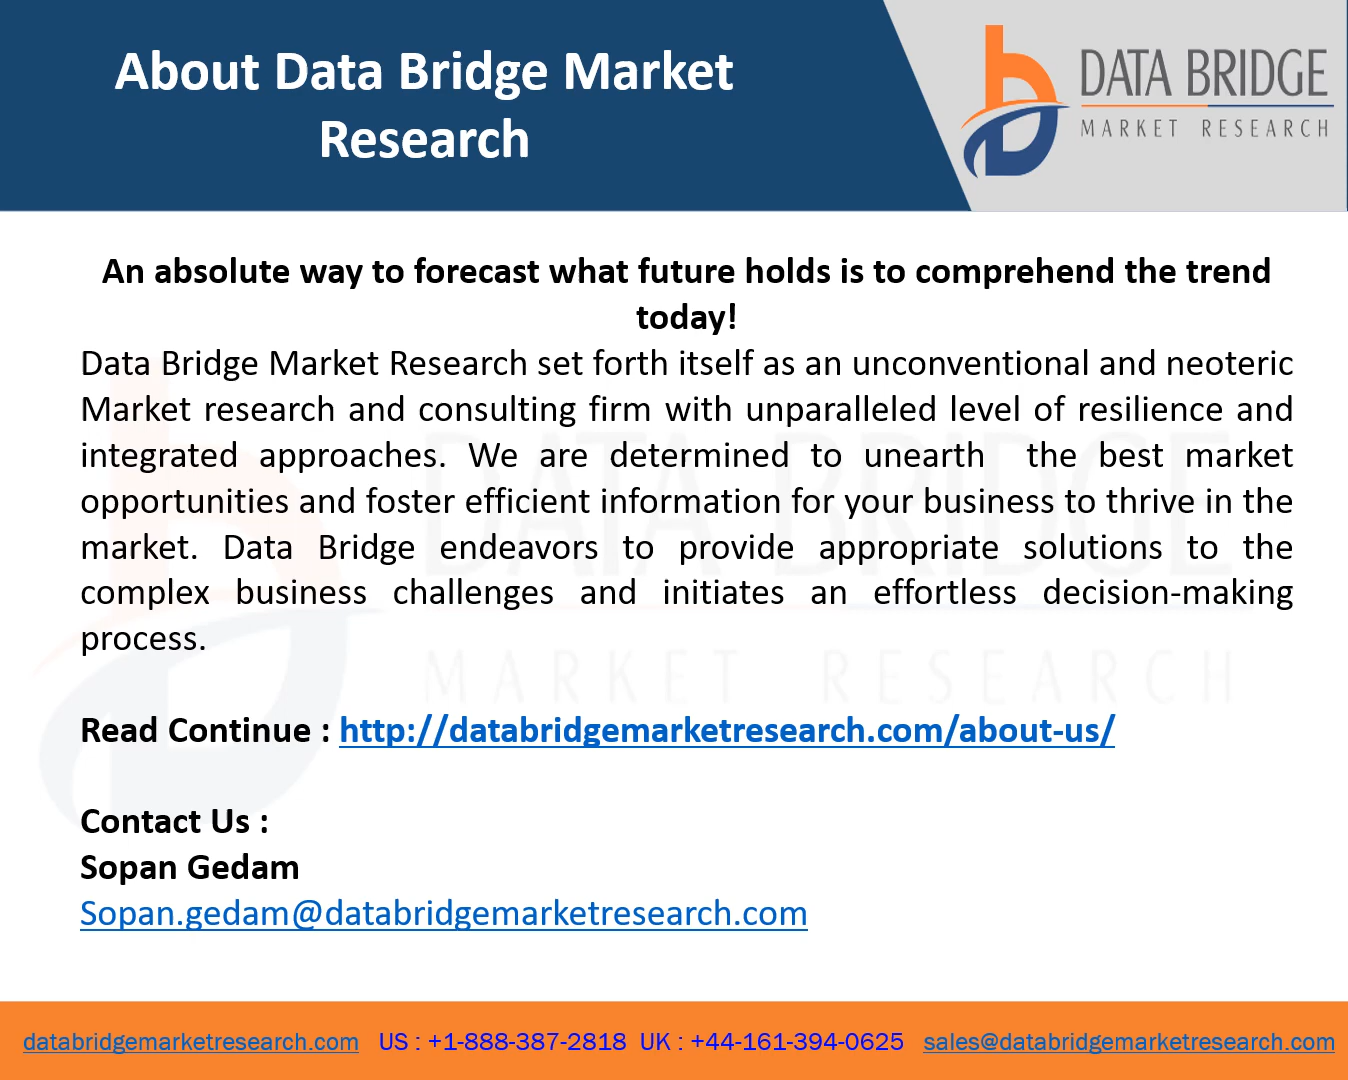 About Data Bridge Market
Research
DATA BRIDGE
MARKET RESEARCH
An absolute way to forecast what future holds is to comprehend the trend
today!
Data Bridge Market Research set forth itself as an unconventional and neoteric
Market research and consulting firm with unparalleled level of resilience and
integrated approaches. We are determined to unearth  the best market
opportunities and foster efficient information for your business to thrive in the
market. Data Bridge endeavors to provide appropriate solutions to the
complex business challenges and initiates an effortless decision-making
process.
DATA BRIDGE
MARKET RESEARCH
Read Continue : http://databridgemarketresearch.com/about-us/
Contact Us :
Sopan Gedam
Sopan.gedam@databridgemarketresearch.com
databridgemarketresearch.com US : +1-888-387-2818 UK : +44-161-394-0625 sales@databridgemarketresearch.com